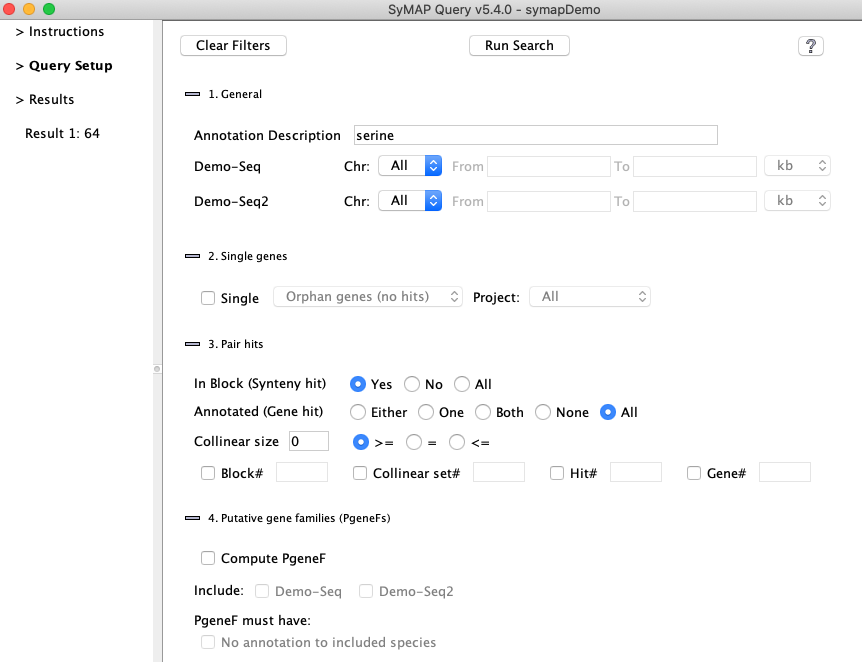 SyMAP Query v5.4.0 - symapDemo
> Instructions
> Query Setup
> Results
Result 1: 64
Clear Filters Run Search ?
1. General
Annotation Description serine
Demo-Seq Chr: All From To kb
Demo-Seq2 Chr: All From To kb
2. Single genes
Single Orphan genes (no hits) Project: All
3. Pair hits
In Block (Synteny hit) Yes No All
Annotated (Gene hit) Either One Both None All
Collinear size 0 >= = <=
Block# Collinear set# Hit# Gene#
4. Putative gene families (PgeneFs)
Compute PgeneF
Include: Demo-Seq Demo-Seq2
PgeneF must have:
No annotation to included species